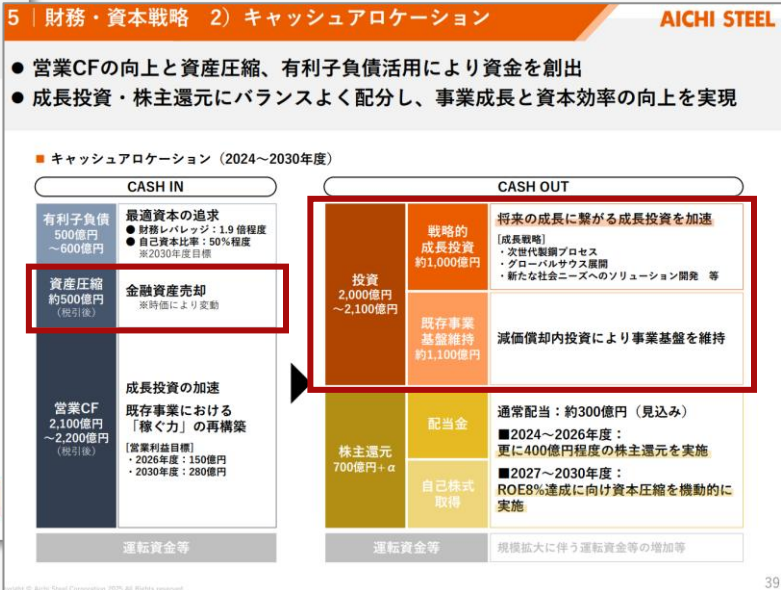 5｜財務・資本戦略　2）キャッシュアロケーション
AICHI STEEL
● 営業CFの向上と資産圧縮、有利子負債活用により資金を創出
● 成長投資・株主還元にバランスよく配分し、事業成長と資本効率の向上を実現
■ キャッシュアロケーション（2024～2030年度）
CASH IN
有利子負債
500億円
～600億円
最適資本の追求
● 財務レバレッジ：1.9 倍程度
● 自己資本比率：50％程度
※2030年度目標
資産圧縮
約500億円
（税引後）
金融資産売却
※時価により変動
営業CF
2,100億円
～2,200億円
（税引後）
成長投資の加速
既存事業における
「稼ぐ力」の再構築
[営業利益目標]
・2026年度：150億円
・2030年度：280億円
運転資金等
CASH OUT
投資
2,000億円
～2,100億円
戦略的
成長投資
約1,000億円
将来の成長に繋がる成長投資を加速
[成長戦略]
・次世代製鋼プロセス
・グローバルサウス展開
・新たな社会ニーズへのソリューション開発　等
既存事業
基盤維持
約1,100億円
減価償却内投資により事業基盤を維持
株主還元
700億円+α
配当金
自己株式
取得
通常配当：約300億円（見込み）
■2024～2026年度：
更に400億円程度の株主還元を実施
■2027～2030年度：
ROE8％達成に向け資本圧縮を機動的に
実施
運転資金等
規模拡大に伴う運転資金等の増加等
Copyright © Aichi Steel Corporation 2025 All Rights reserved
39